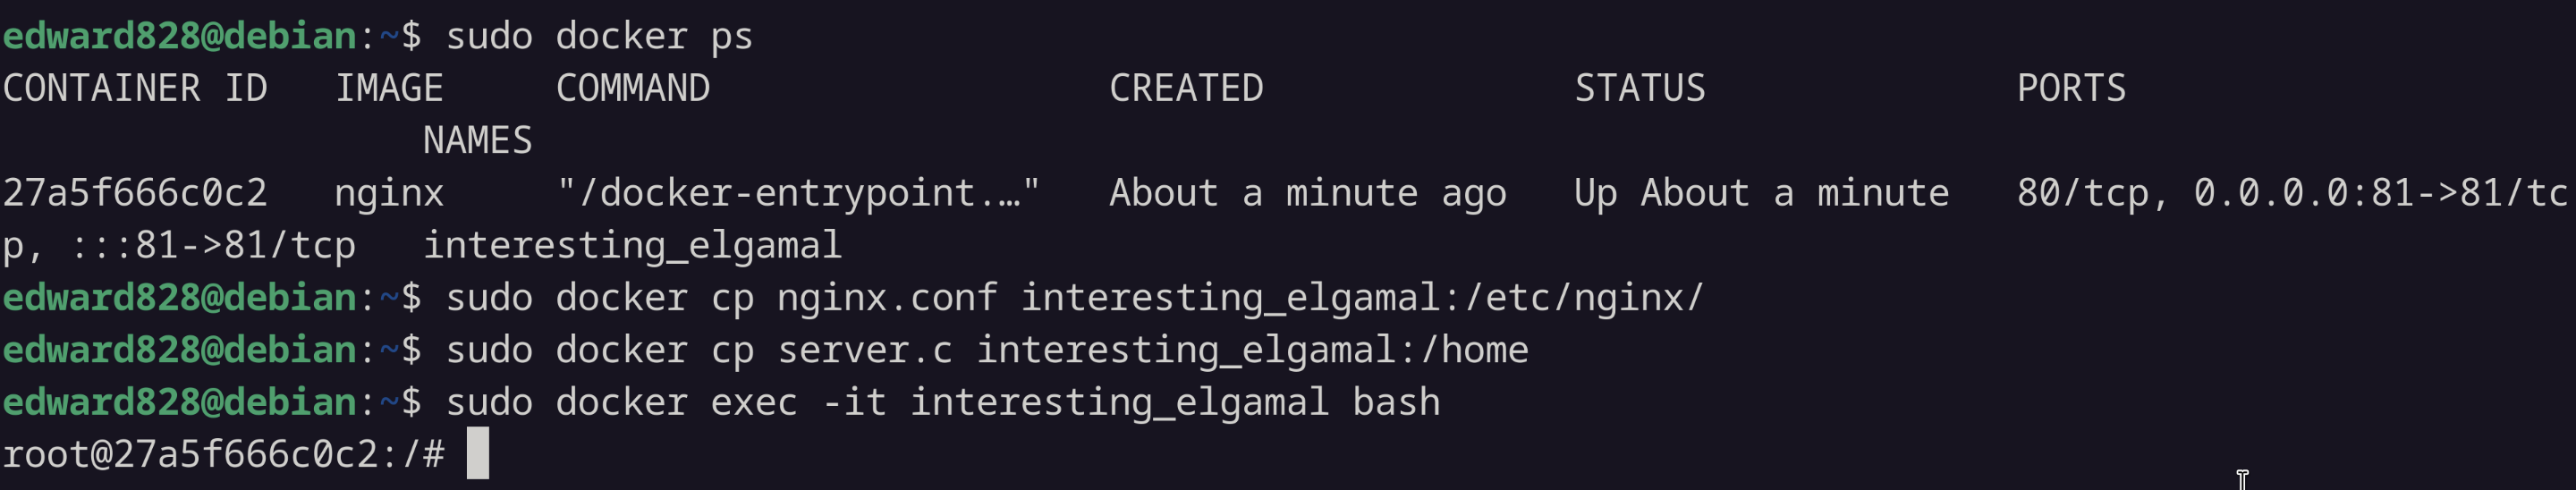 edward828@debian:~$ sudo docker ps
CONTAINER ID   IMAGE     COMMAND                  CREATED              STATUS              PORTS
                   NAMES
27a5f666c0c2   nginx     "/docker-entrypoint.…"   About a minute ago   Up About a minute   80/tcp, 0.0.0.0:81->81/tc
p, :::81->81/tcp   interesting_elgamal
edward828@debian:~$ sudo docker cp nginx.conf interesting_elgamal:/etc/nginx/
edward828@debian:~$ sudo docker cp server.c interesting_elgamal:/home
edward828@debian:~$ sudo docker exec -it interesting_elgamal bash
root@27a5f666c0c2:/#